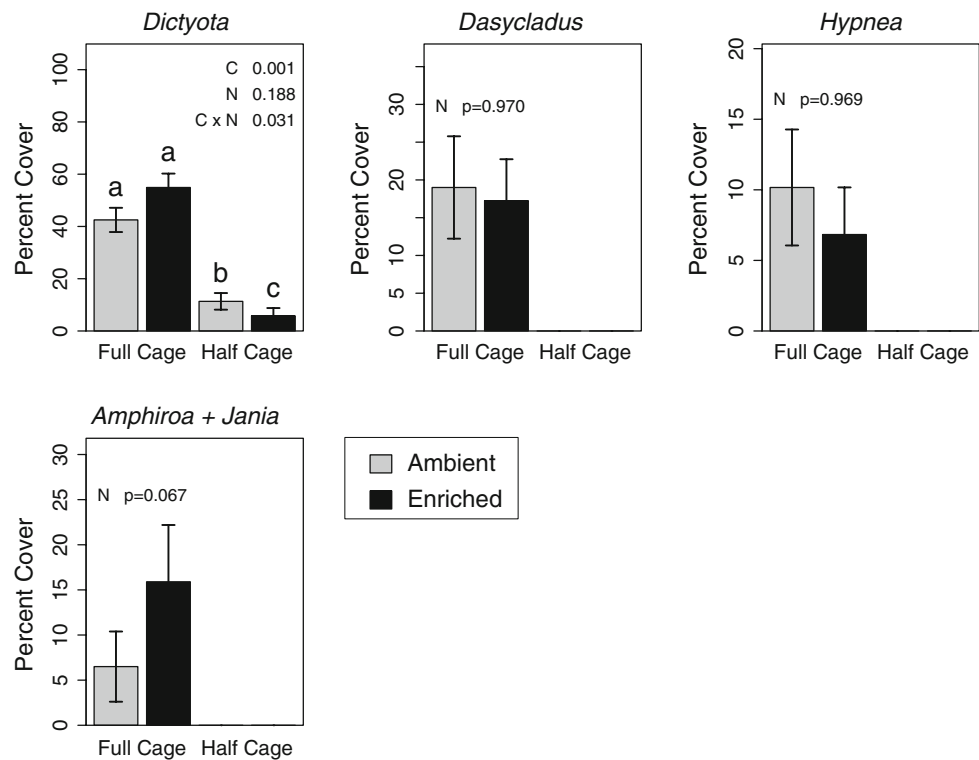 Dictyota
Percent Cover
100
80
60
40
20
0
C 0.001
N 0.188
C x N 0.031
a
a
b
c
Full Cage Half Cage
Dasycladus
Percent Cover
30
20
10
5
0
N p=0.970
Full Cage Half Cage
Hypnea
Percent Cover
20
15
10
5
0
N p=0.969
Full Cage Half Cage
Amphiroa + Jania
Percent Cover
30
25
20
15
10
5
0
N p=0.067
Full Cage Half Cage
Ambient
Enriched